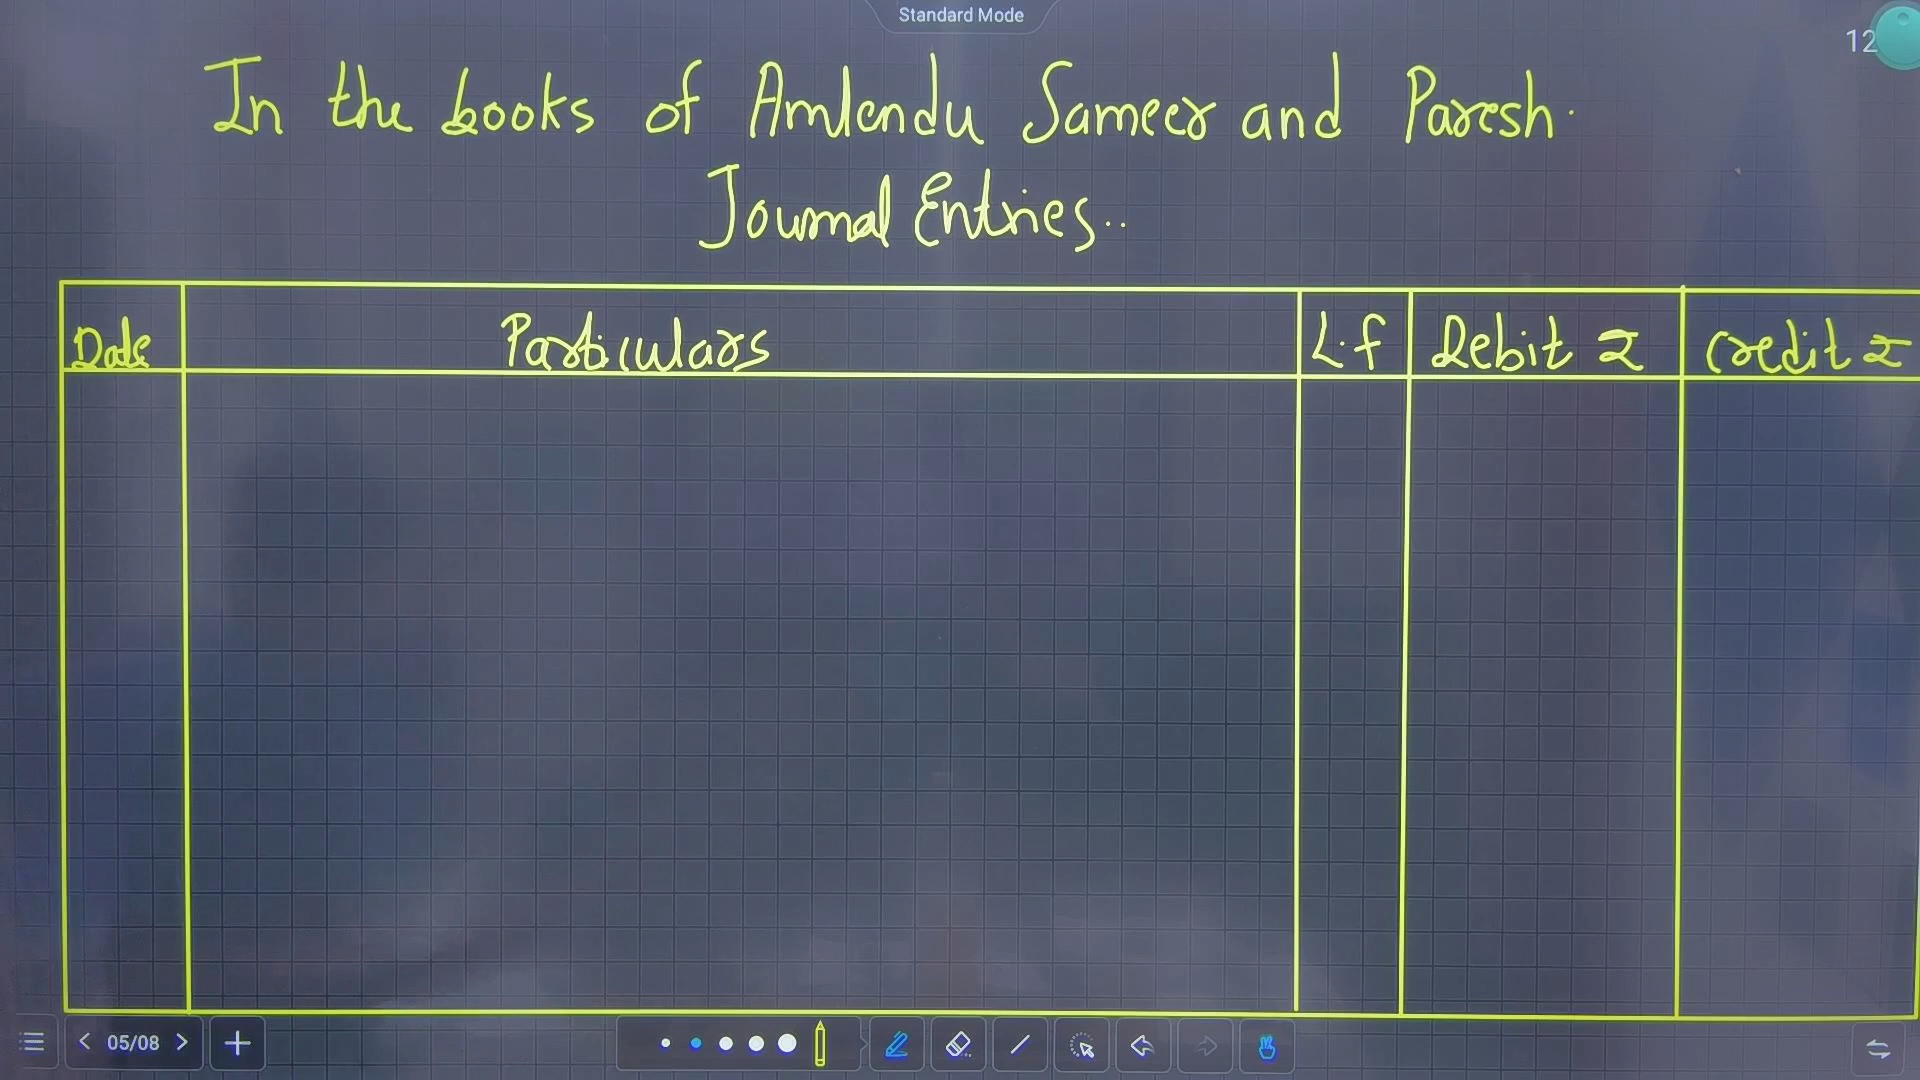 Standard Mode
12
In the books of Amlendu Sameer and Paresh.
Journal Entries..
Date Particulars L.f Debit ₹ Credit ₹
05/08